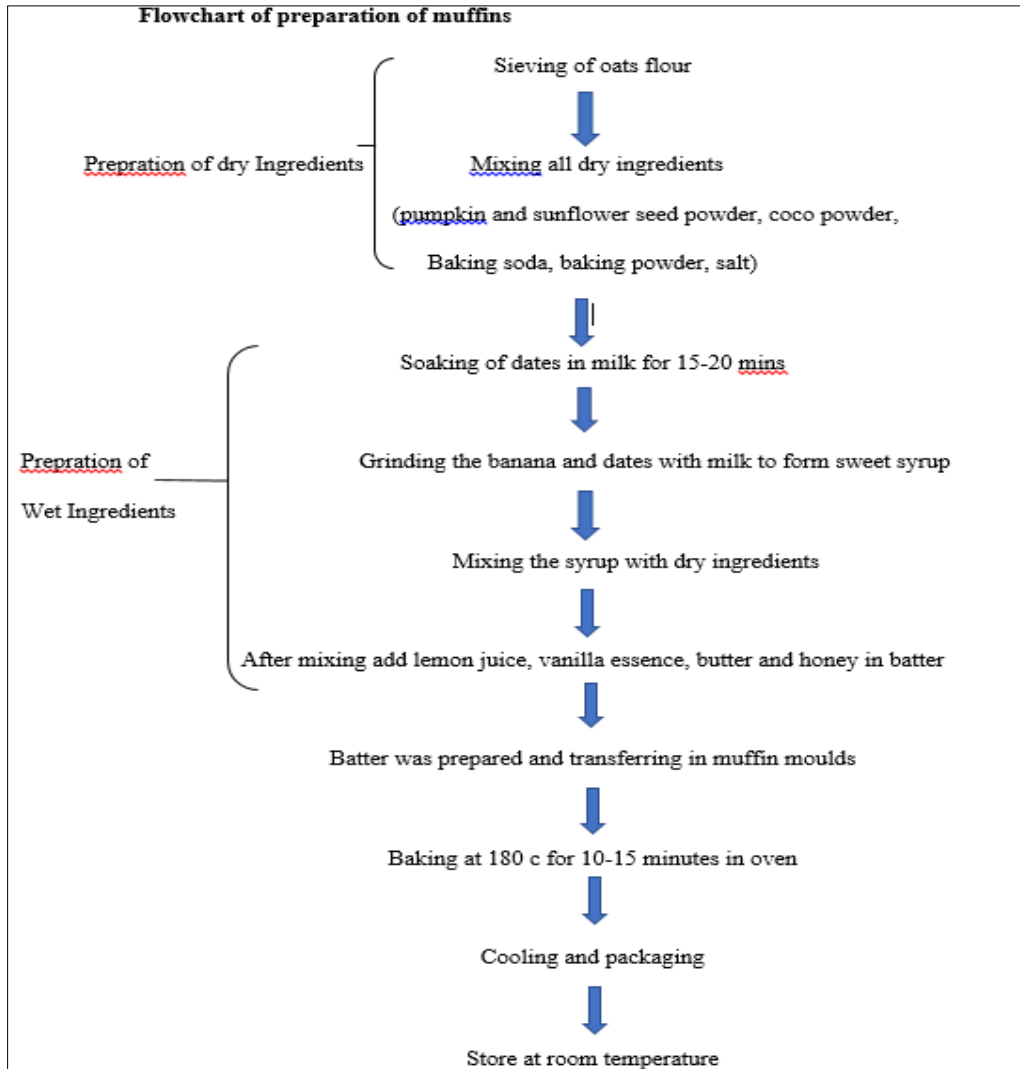 Flowchart of preparation of muffins
Sieving of oats flour
Prepration of dry Ingredients
Mixing all dry ingredients
(pumpkin and sunflower seed powder, coco powder,
Baking soda, baking powder, salt)
Soaking of dates in milk for 15-20 mins
Prepration of
Wet Ingredients
Grinding the banana and dates with milk to form sweet syrup
Mixing the syrup with dry ingredients
After mixing add lemon juice, vanilla essence, butter and honey in batter
Batter was prepared and transferring in muffin moulds
Baking at 180 c for 10-15 minutes in oven
Cooling and packaging
Store at room temperature